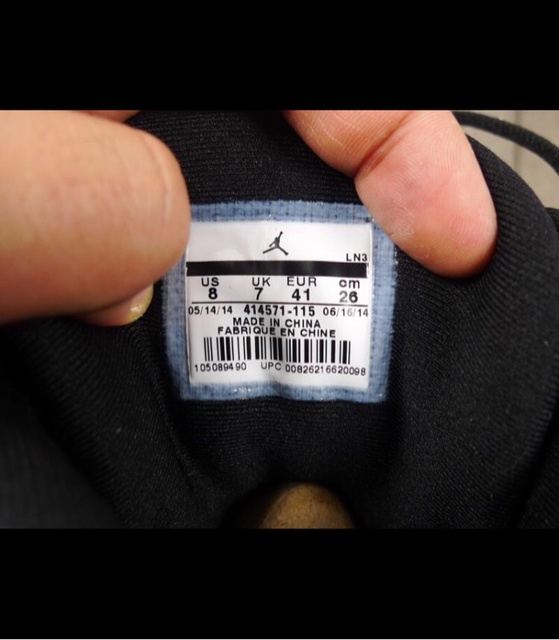 LN3
US UK EUR cm
8 7 41 26
05/14/14 414571-115 06/16/14
MADE IN CHINA
FABRIQUE EN CHINE
105089490 UPC 00826216620098